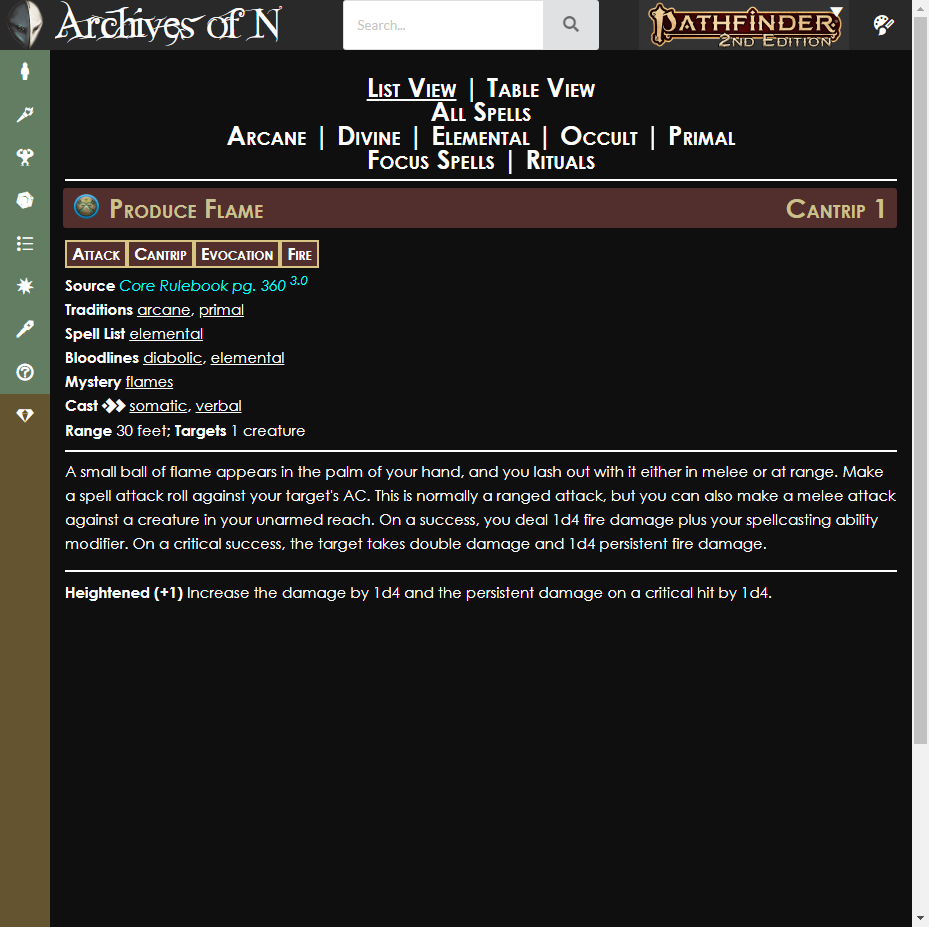 Archives of N
Search...
PATHFINDER
2ND EDITION
List View | Table View
All Spells
Arcane | Divine | Elemental | Occult | Primal
Focus Spells | Rituals
Produce Flame Cantrip 1
Attack Cantrip Evocation Fire
Source Core Rulebook pg. 360 3.0
Traditions arcane, primal
Spell List elemental
Bloodlines diabolic, elemental
Mystery flames
Cast somatic, verbal
Range 30 feet; Targets 1 creature
A small ball of flame appears in the palm of your hand, and you lash out with it either in melee or at range. Make
a spell attack roll against your target's AC. This is normally a ranged attack, but you can also make a melee attack
against a creature in your unarmed reach. On a success, you deal 1d4 fire damage plus your spellcasting ability
modifier. On a critical success, the target takes double damage and 1d4 persistent fire damage.
Heightened (+1) Increase the damage by 1d4 and the persistent damage on a critical hit by 1d4.